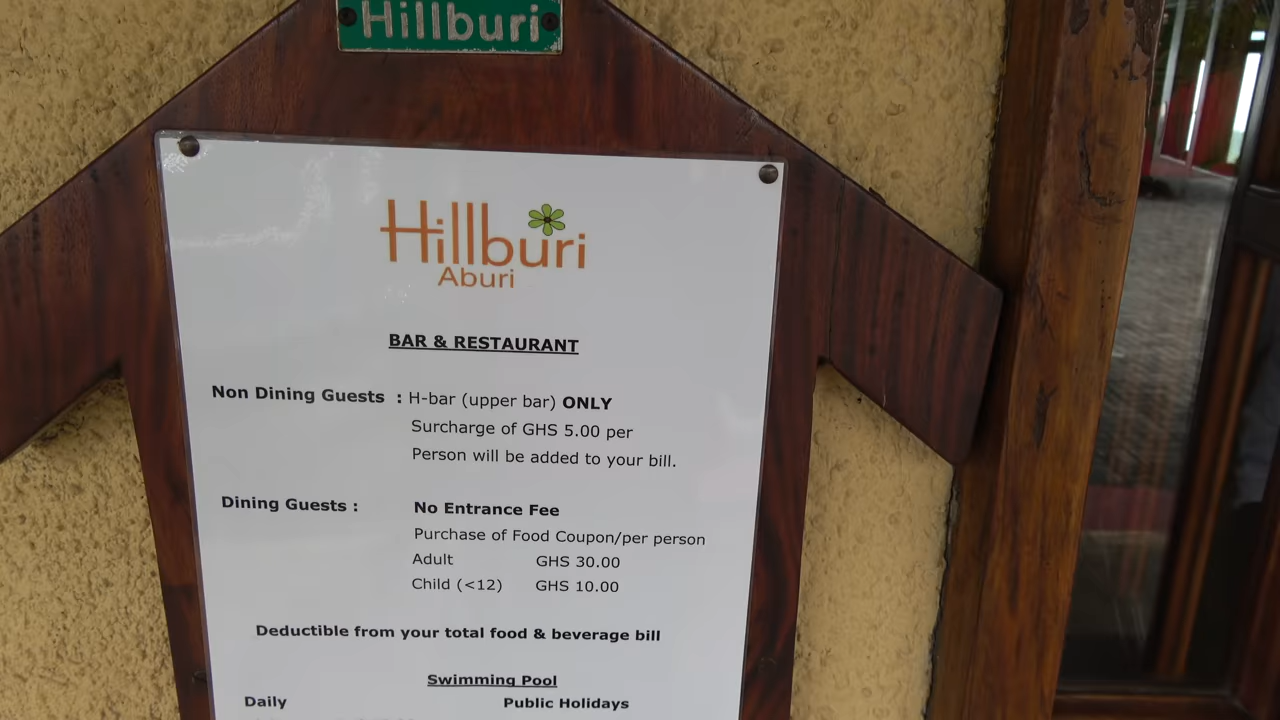 Hillburi
Hillburi
Aburi
BAR & RESTAURANT
Non Dining Guests : H-bar (upper bar) ONLY
Surcharge of GHS 5.00 per
Person will be added to your bill.
Dining Guests : No Entrance Fee
Purchase of Food Coupon/per person
Adult GHS 30.00
Child (<12) GHS 10.00
Deductible from your total food & beverage bill
Swimming Pool
Daily Public Holidays